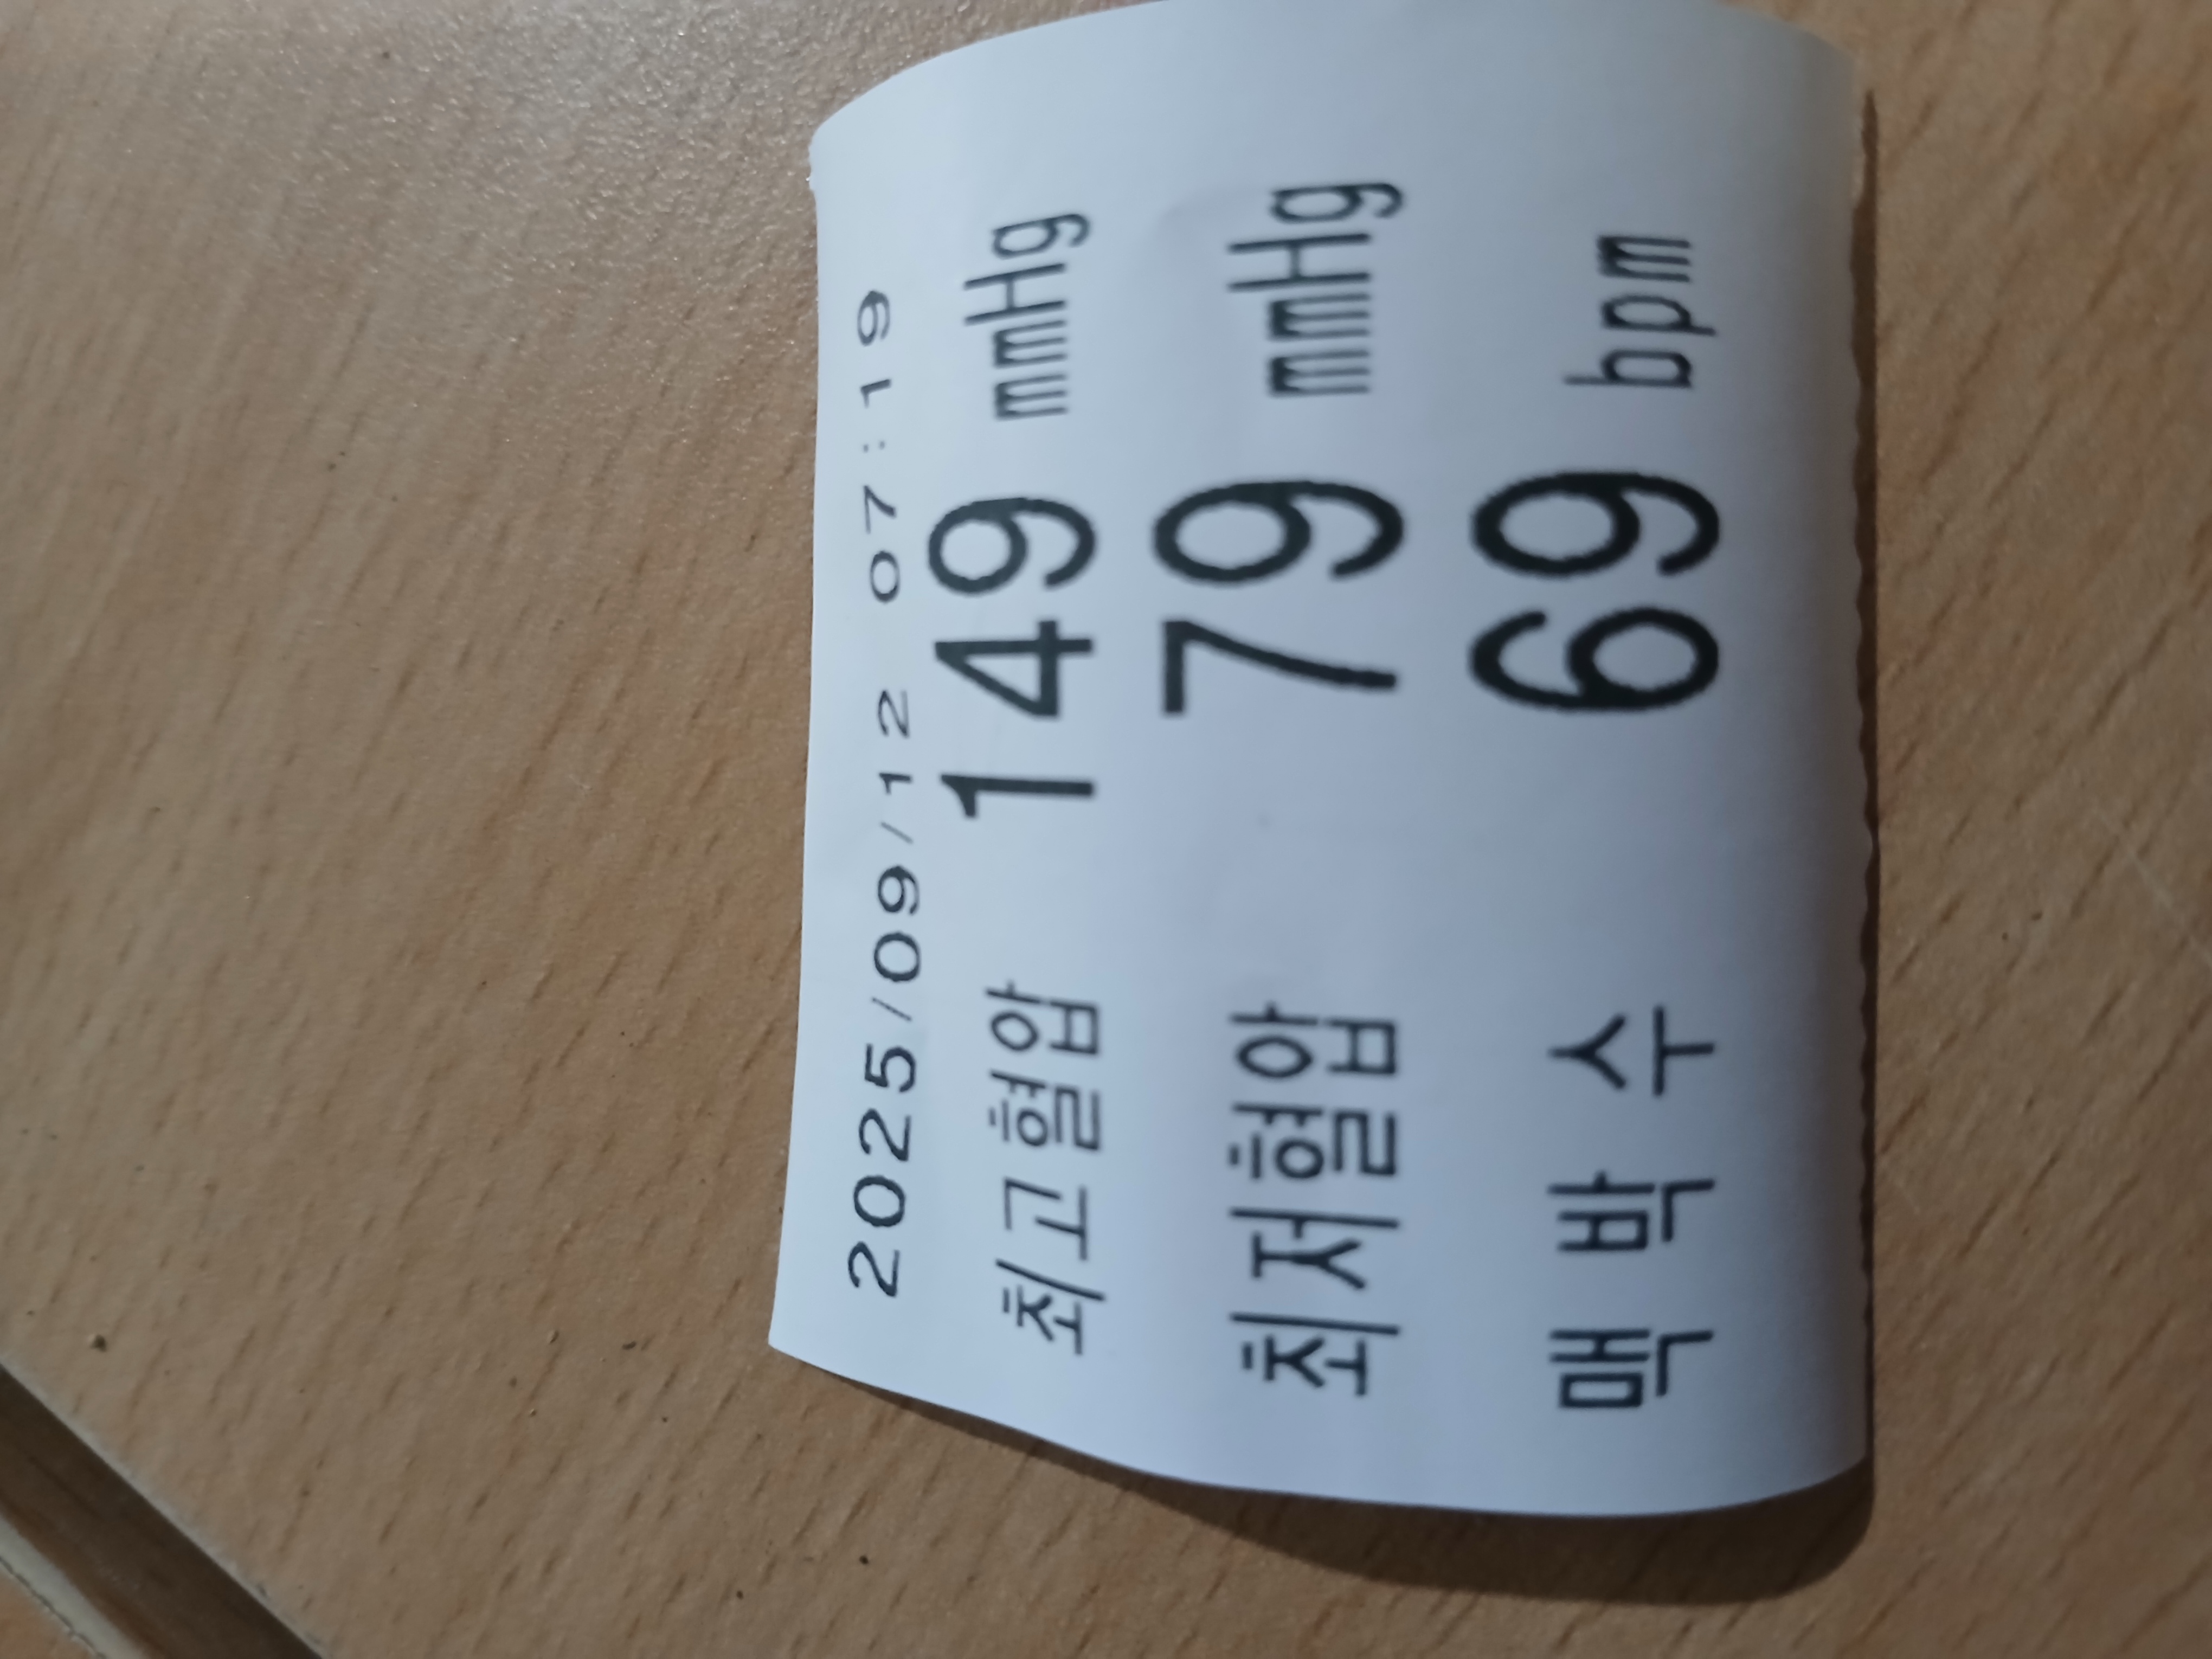 2025/09/12 07:19
최고혈압 149 mmHg
최저혈압 79 mmHg
맥박수 69 bpm